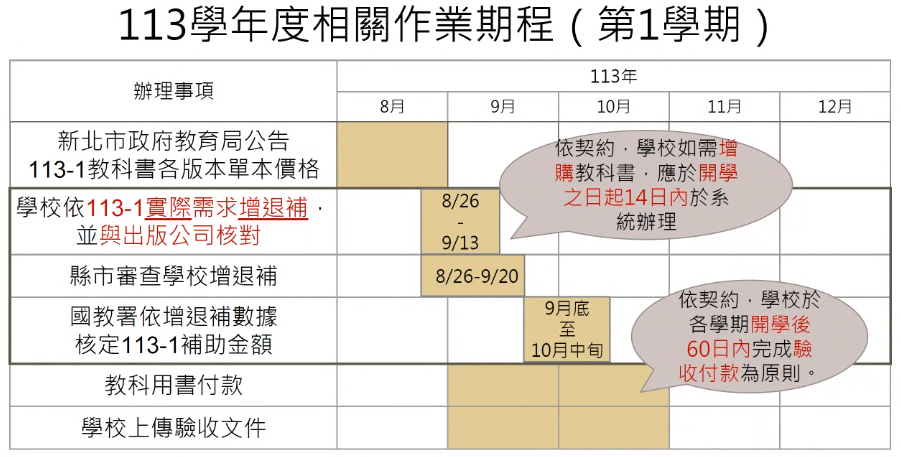 113學年度相關作業期程（第1學期）
辦理事項
113年
8月
9月
10月
11月
12月
新北市政府教育局公告
113-1教科書各版本單本價格
依契約，學校如需增
購教科書，應於開學
之日起14日內於系
統辦理
學校依113-1實際需求增退補，
並與出版公司核對
8/26
-
9/13
縣市審查學校增退補
8/26-9/20
國教署依增退補數據
核定113-1補助金額
9月底
至
10月中旬
依契約，學校於
各學期開學後
60日內完成驗
收付款為原則。
教科用書付款
學校上傳驗收文件